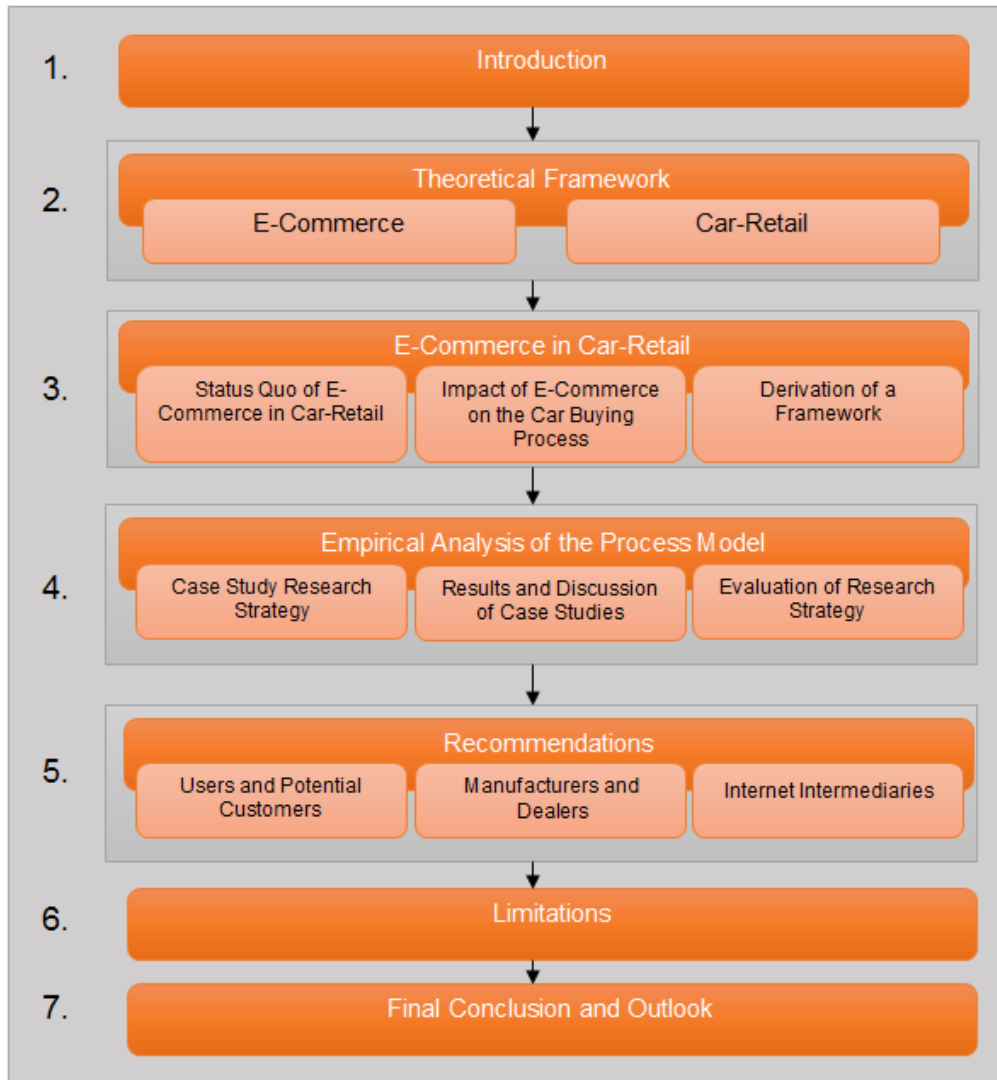 1.
Introduction
2.
Theoretical Framework
E-Commerce
Car-Retail
3.
E-Commerce in Car-Retail
Status Quo of E-
Commerce in Car-Retail
Impact of E-Commerce
on the Car Buying
Process
Derivation of a
Framework
4.
Empirical Analysis of the Process Model
Case Study Research
Strategy
Results and Discussion
of Case Studies
Evaluation of Research
Strategy
5.
Recommendations
Users and Potential
Customers
Manufacturers and
Dealers
Internet Intermediaries
6.
Limitations
7.
Final Conclusion and Outlook